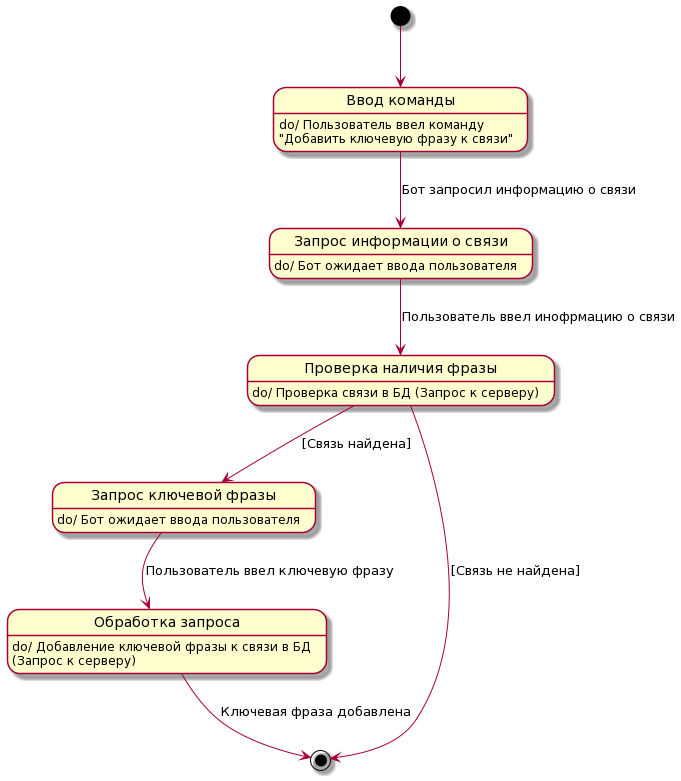 Ввод команды
do/ Пользователь ввел команду
"Добавить ключевую фразу к связи"
Бот запросил информацию о связи
Запрос информации о связи
do/ Бот ожидает ввода пользователя
Пользователь ввел инофрмацию о связи
Проверка наличия фразы
do/ Проверка связи в БД (Запрос к серверу)
[Связь найдена]
Запрос ключевой фразы
do/ Бот ожидает ввода пользователя
Пользователь ввел ключевую фразу
[Связь не найдена]
Обработка запроса
do/ Добавление ключевой фразы к связи в БД
(Запрос к серверу)
Ключевая фраза добавлена